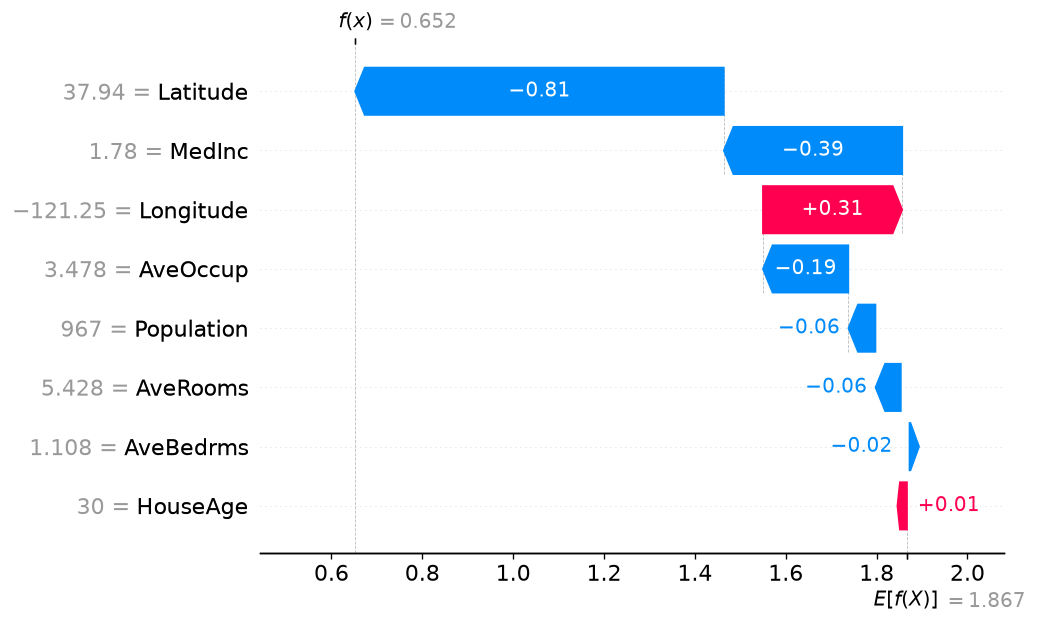 f(x) = 0.652
37.94 = Latitude
−0.81
1.78 = MedInc
−0.39
−121.25 = Longitude
+0.31
3.478 = AveOccup
−0.19
967 = Population
−0.06
5.428 = AveRooms
−0.06
1.108 = AveBedrms
−0.02
30 = HouseAge
+0.01
0.6 0.8 1.0 1.2 1.4 1.6 1.8 2.0
E[f(X)] = 1.867